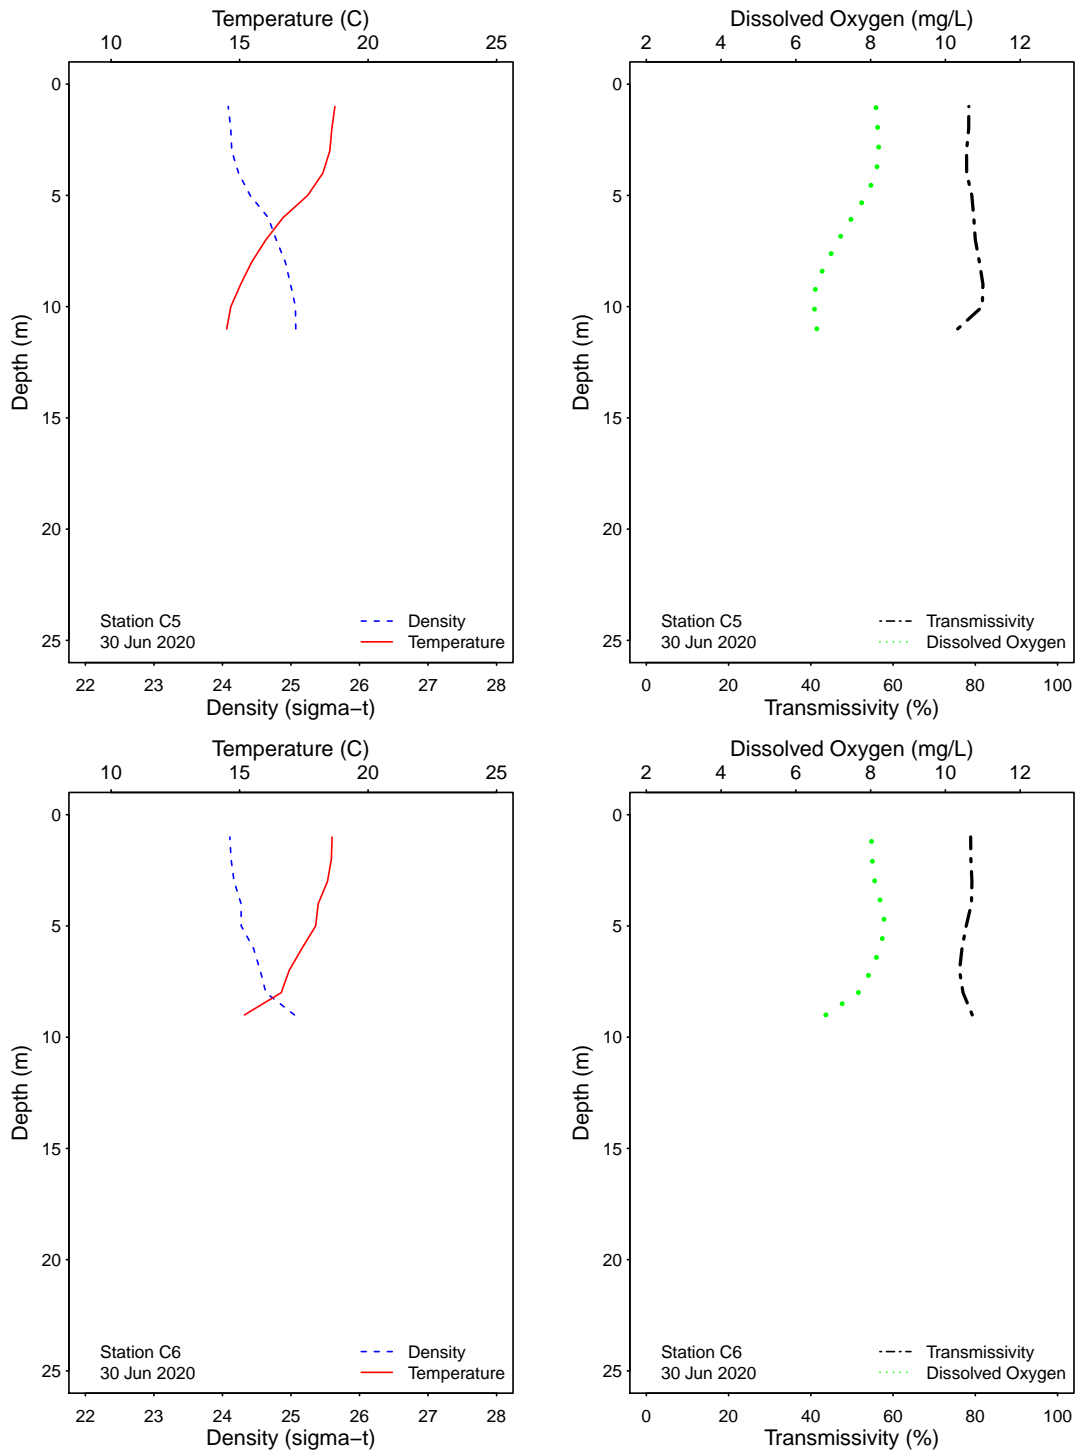 Temperature (C)
10 15 20 25
0
5
10
15
20
25
Depth (m)
Station C5
30 Jun 2020
Density
Temperature
22 23 24 25 26 27 28
Density (sigma−t)
Dissolved Oxygen (mg/L)
2 4 6 8 10 12
0
5
10
15
20
25
Depth (m)
Station C5
30 Jun 2020
Transmissivity
Dissolved Oxygen
0 20 40 60 80 100
Transmissivity (%)
Temperature (C)
10 15 20 25
0
5
10
15
20
25
Depth (m)
Station C6
30 Jun 2020
Density
Temperature
22 23 24 25 26 27 28
Density (sigma−t)
Dissolved Oxygen (mg/L)
2 4 6 8 10 12
0
5
10
15
20
25
Depth (m)
Station C6
30 Jun 2020
Transmissivity
Dissolved Oxygen
0 20 40 60 80 100
Transmissivity (%)